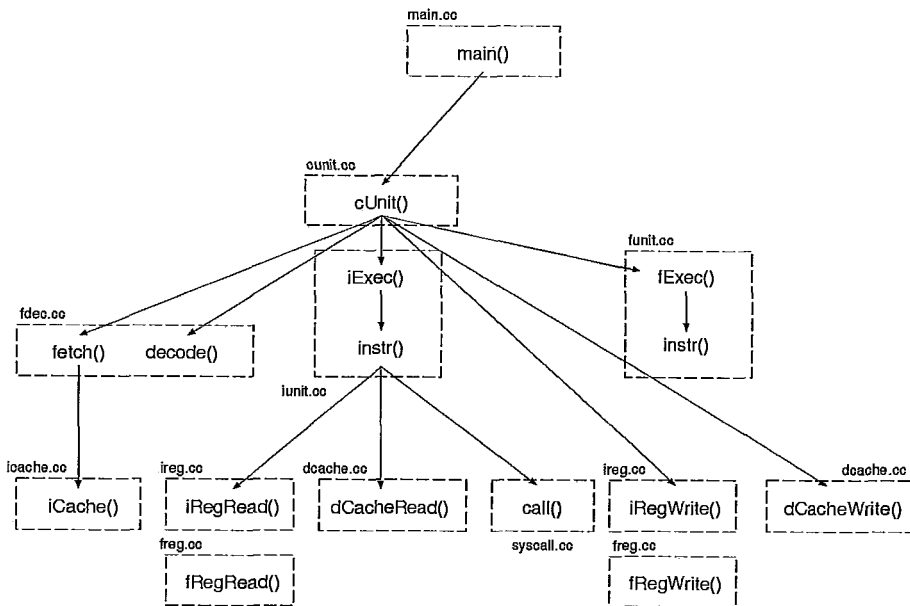 main.cc
main()
cunit.cc
cUnit()
funit.cc
iExec()
fExec()
fdec.cc
fetch() decode()
instr()
instr()
iunit.cc
icache.cc
ireg.cc
dcache.cc
ireg.cc
dcache.cc
iCache()
iRegRead()
dCacheRead()
call()
iRegWrite()
dCacheWrite()
freg.cc
syscall.cc
freg.cc
fRegRead()
fRegWrite()